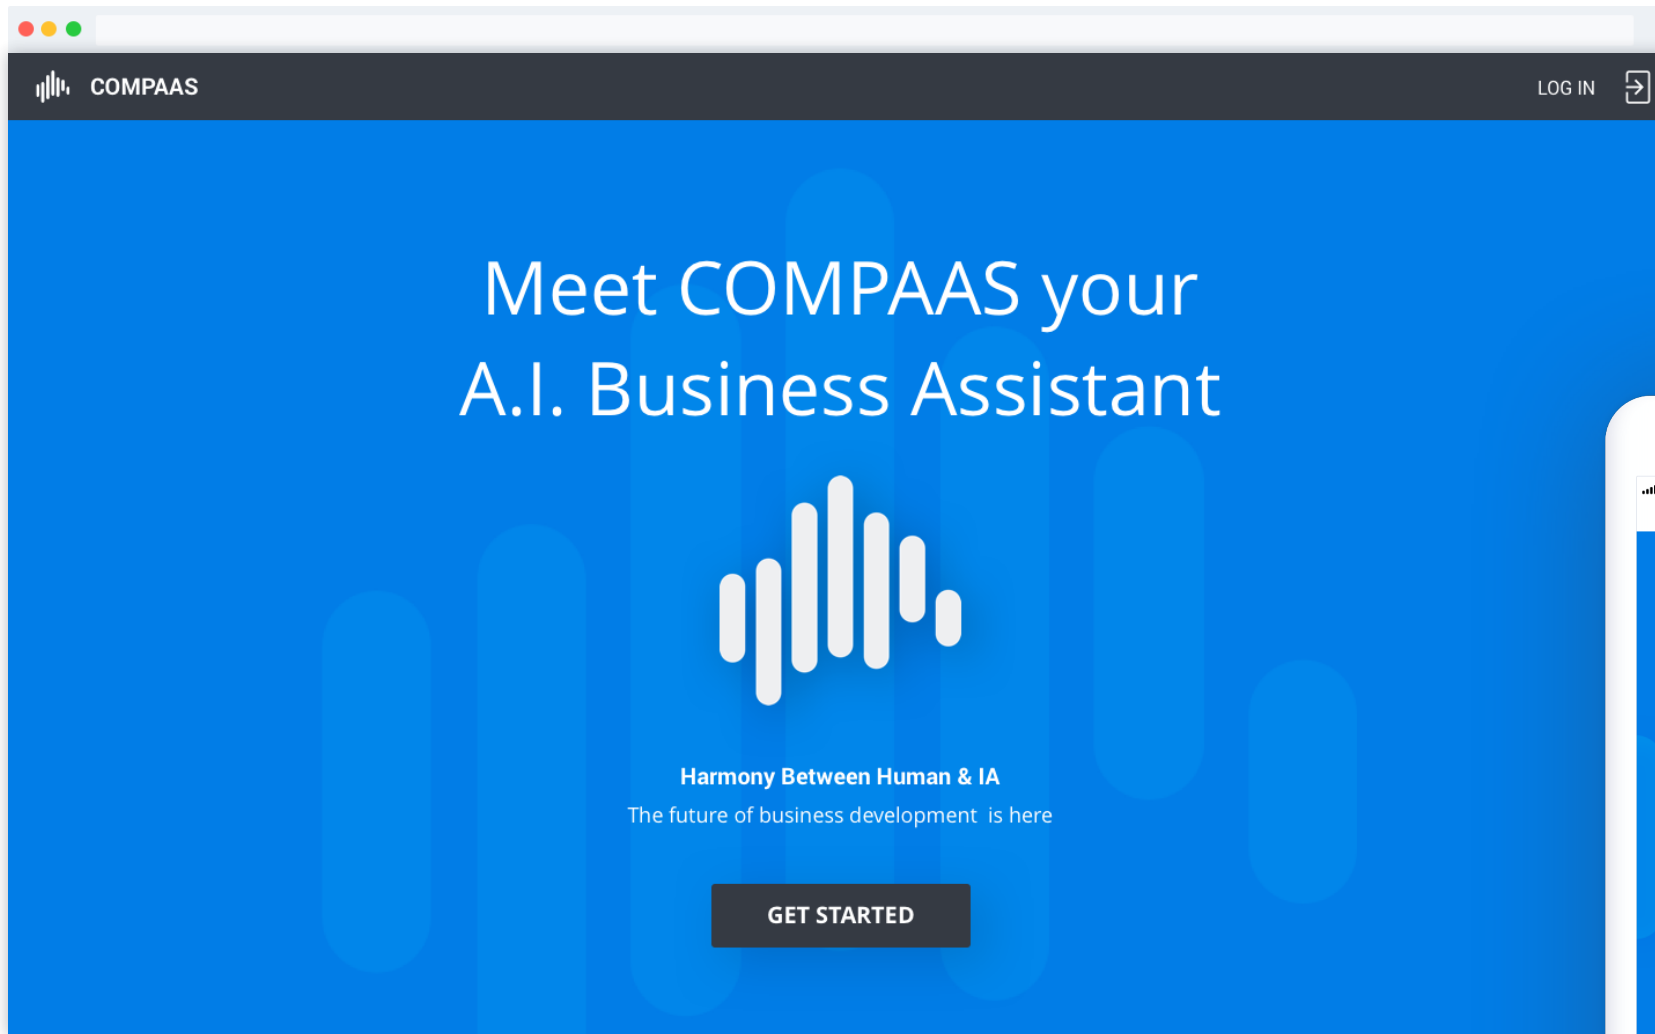 COMPAAS
LOG IN
Meet COMPAAS your
A.I. Business Assistant
Harmony Between Human & IA
The future of business development  is here
GET STARTED